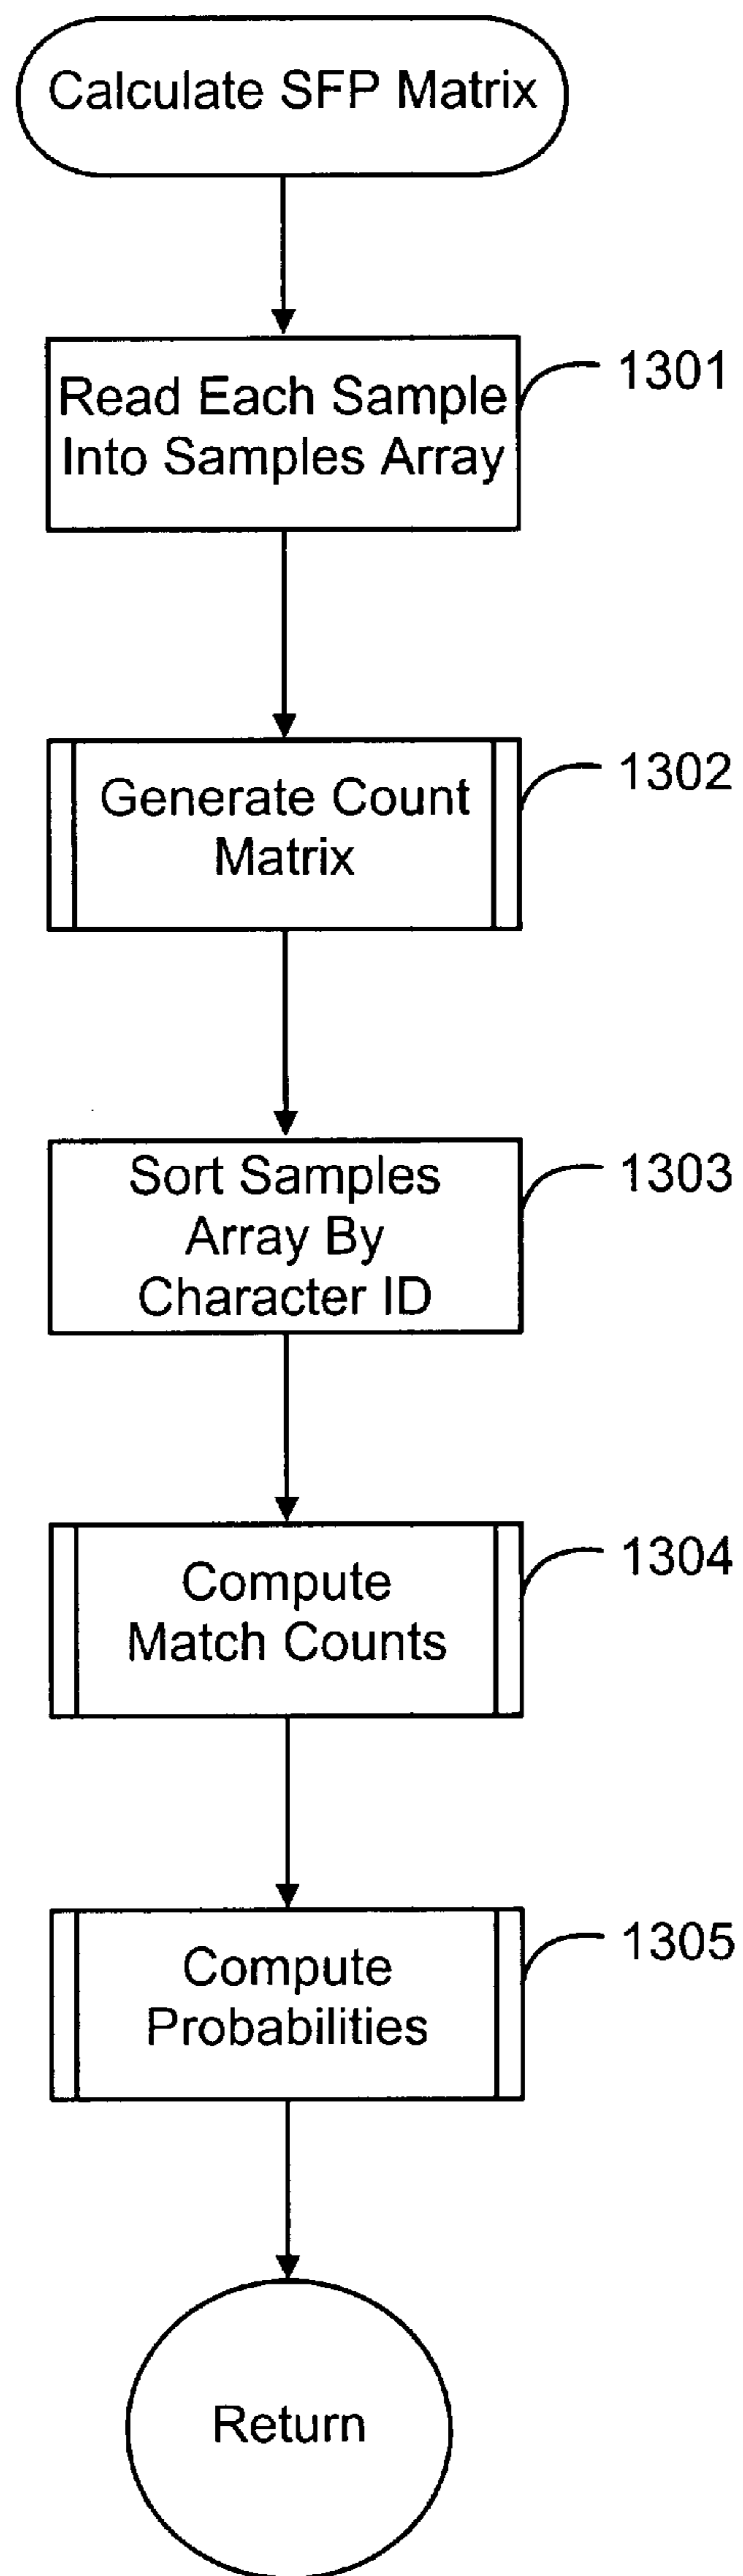 Calculate SFP Matrix
Read Each Sample
Into Samples Array
1301
Generate Count
Matrix
1302
Sort Samples
Array By
Character ID
1303
Compute
Match Counts
1304
Compute
Probabilities
1305
Return